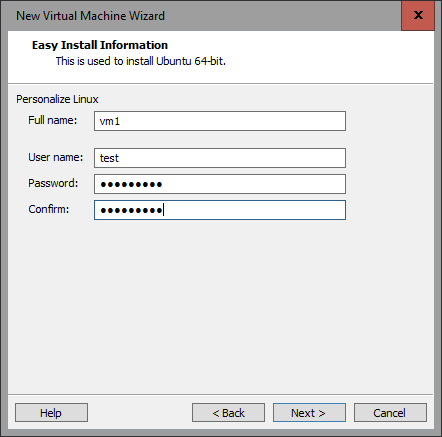 New Virtual Machine Wizard
x
Easy Install Information
This is used to install Ubuntu 64-bit.
Personalize Linux
Full name: vm1
User name: test
Password: ●●●●●●●●●
Confirm: ●●●●●●●●●
Help < Back Next > Cancel